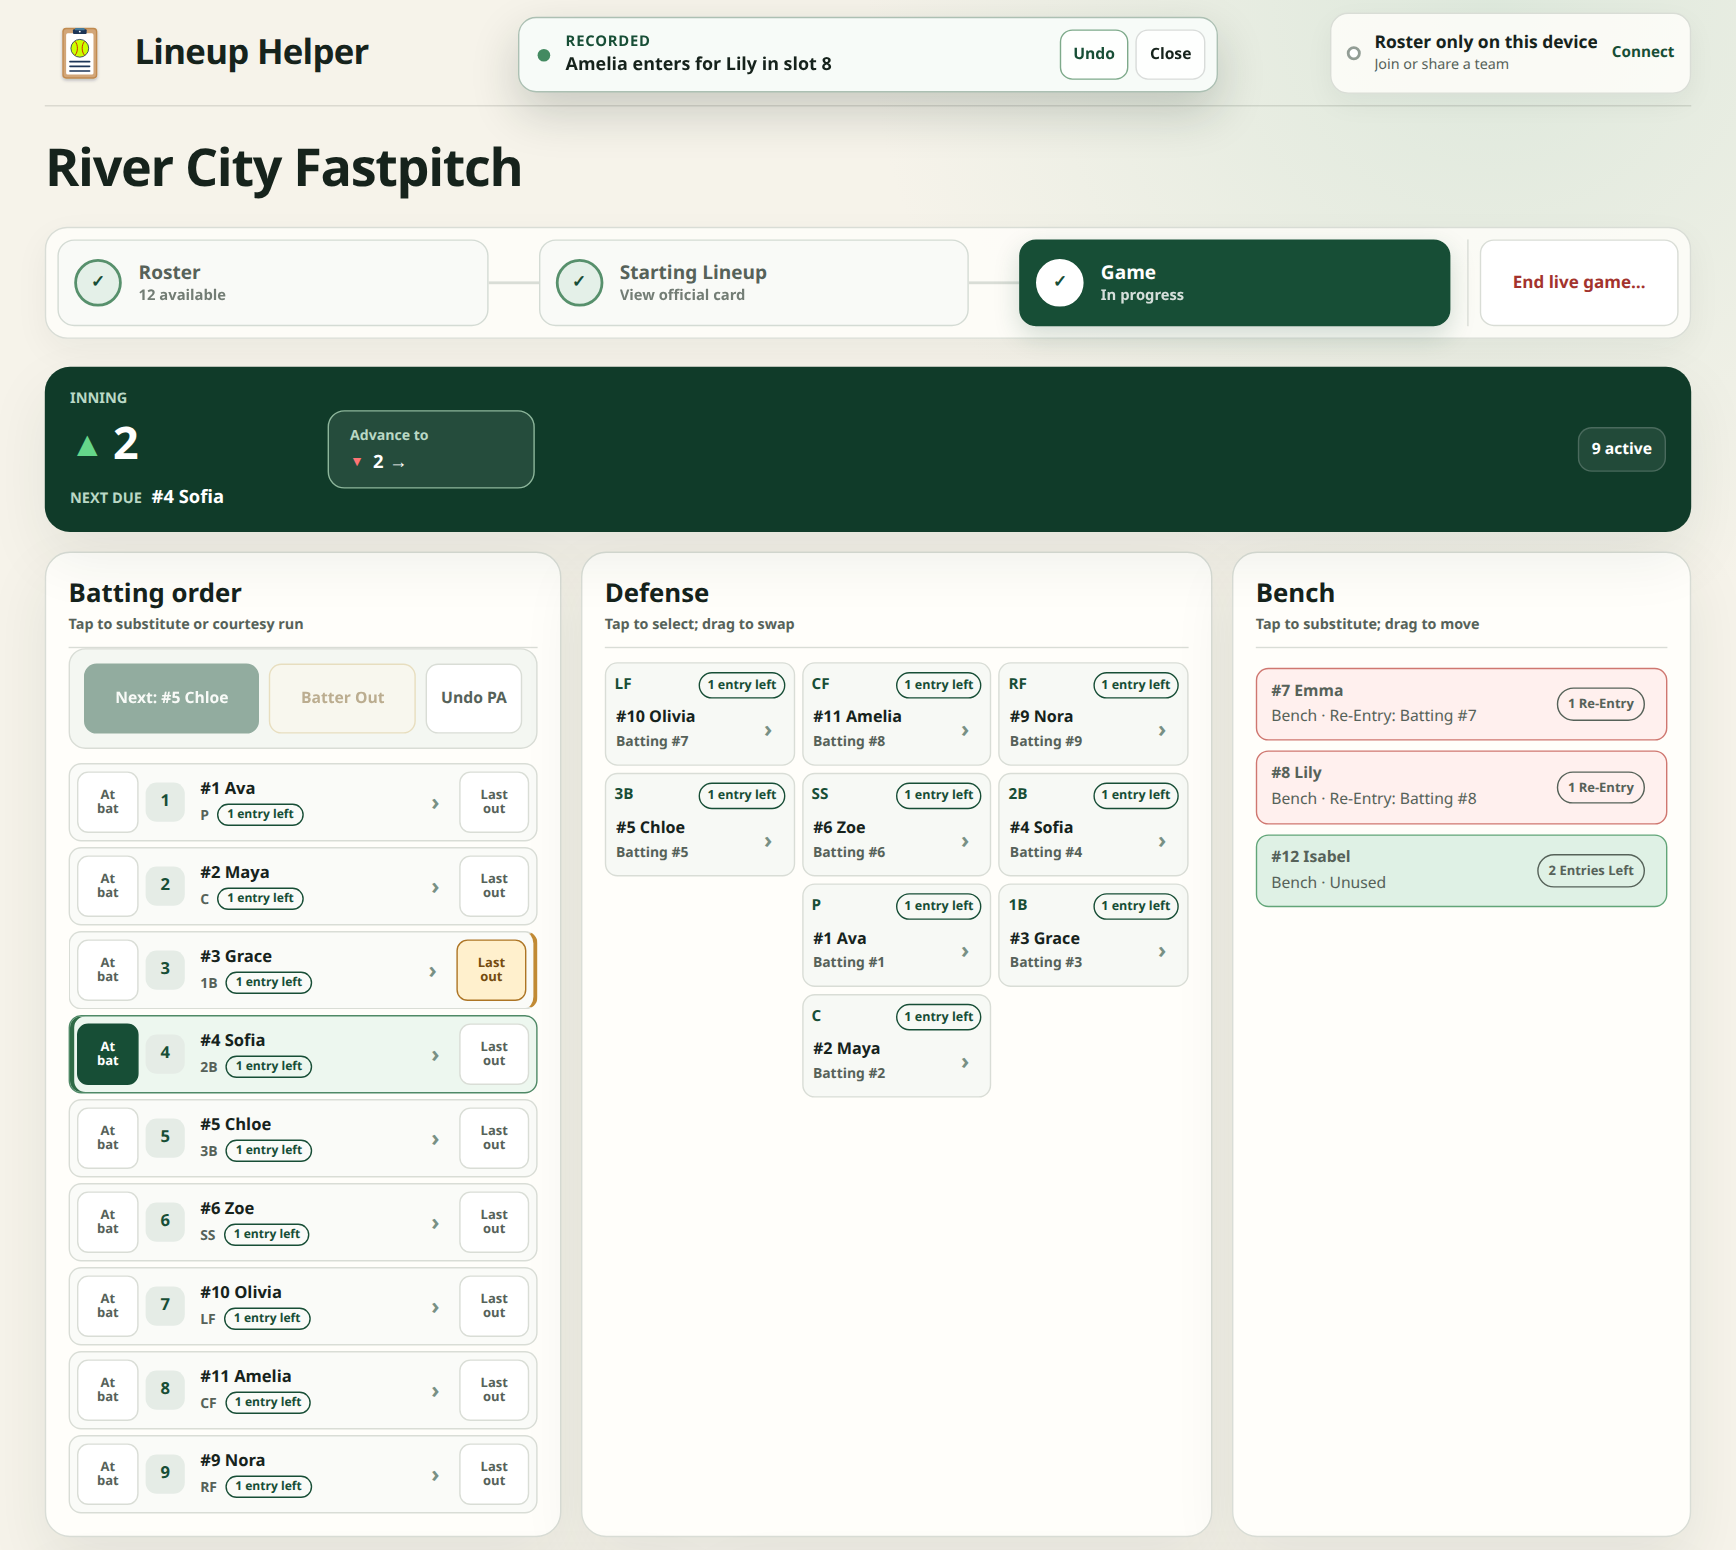 Lineup Helper
RECORDED
Amelia enters for Lily in slot 8
Undo
Close
Roster only on this device
Join or share a team
Connect
River City Fastpitch
✓
Roster
12 available
✓
Starting Lineup
View official card
✓
Game
In progress
End live game...
INNING
▲ 2
NEXT DUE #4 Sofia
Advance to
▼ 2 →
9 active
Batting order
Tap to substitute or courtesy run
Next: #5 Chloe
Batter Out
Undo PA
At
bat
1
#1 Ava
P 1 entry left
›
Last
out
At
bat
2
#2 Maya
C 1 entry left
›
Last
out
At
bat
3
#3 Grace
1B 1 entry left
›
Last
out
At
bat
4
#4 Sofia
2B 1 entry left
›
Last
out
At
bat
5
#5 Chloe
3B 1 entry left
›
Last
out
At
bat
6
#6 Zoe
SS 1 entry left
›
Last
out
At
bat
7
#10 Olivia
LF 1 entry left
›
Last
out
At
bat
8
#11 Amelia
CF 1 entry left
›
Last
out
At
bat
9
#9 Nora
RF 1 entry left
›
Last
out
Defense
Tap to select; drag to swap
LF 1 entry left
#10 Olivia
Batting #7
›
CF 1 entry left
#11 Amelia
Batting #8
›
RF 1 entry left
#9 Nora
Batting #9
›
3B 1 entry left
#5 Chloe
Batting #5
›
SS 1 entry left
#6 Zoe
Batting #6
›
2B 1 entry left
#4 Sofia
Batting #4
›
P 1 entry left
#1 Ava
Batting #1
›
1B 1 entry left
#3 Grace
Batting #3
›
C 1 entry left
#2 Maya
Batting #2
›
Bench
Tap to substitute; drag to move
#7 Emma
Bench · Re-Entry: Batting #7
1 Re-Entry
#8 Lily
Bench · Re-Entry: Batting #8
1 Re-Entry
#12 Isabel
Bench · Unused
2 Entries Left